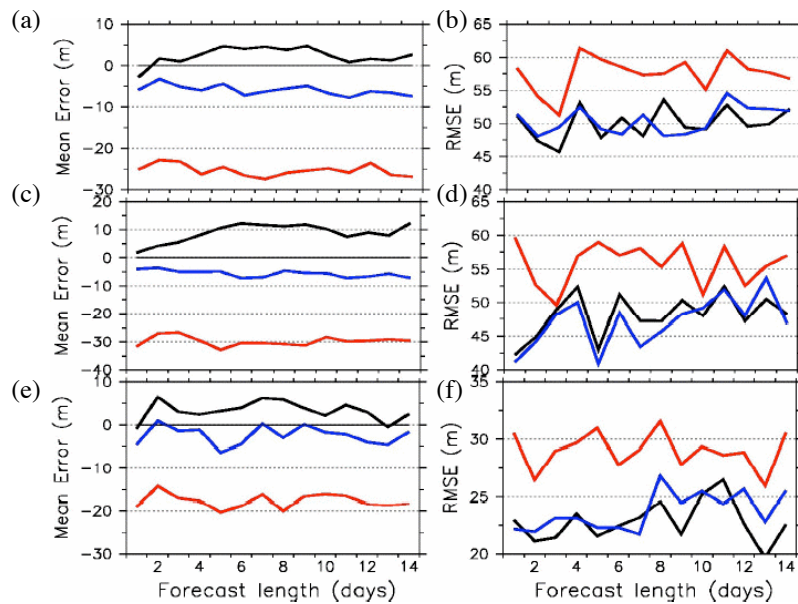 (a)
Mean Error (m)
10
0
−10
−20
−30
(b)
RMSE (m)
65
60
55
50
45
40
(c)
Mean Error (m)
20
10
0
−10
−20
−30
−40
(d)
RMSE (m)
65
60
55
50
45
40
(e)
Mean Error (m)
10
0
−10
−20
−30
2 4 6 8 10 12 14
Forecast length (days)
(f)
RMSE (m)
35
30
25
20
2 4 6 8 10 12 14
Forecast length (days)